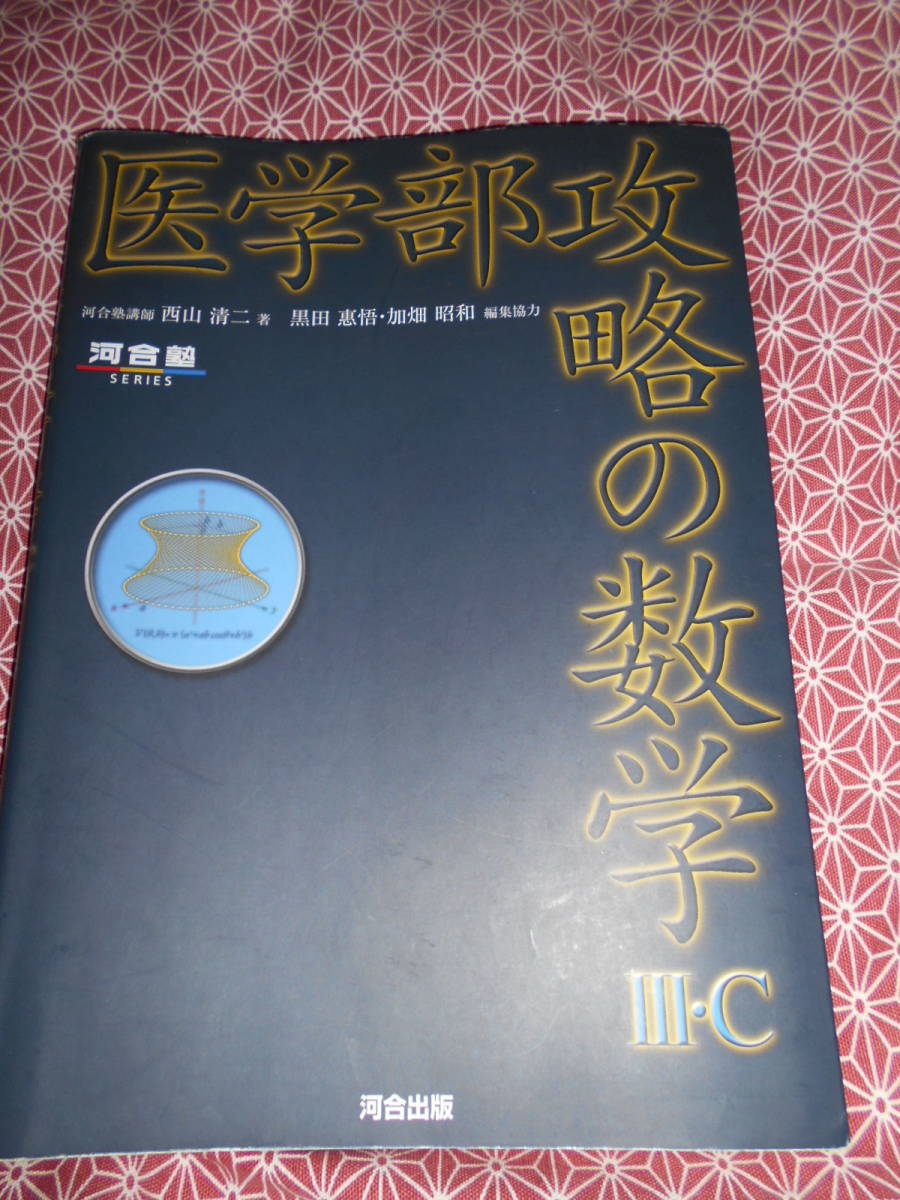 医学部攻略の数学
III・C
河合塾講師 西山 清二 著 黒田 惠悟・加畑 昭和 編集協力
河合塾
SERIES
河合出版